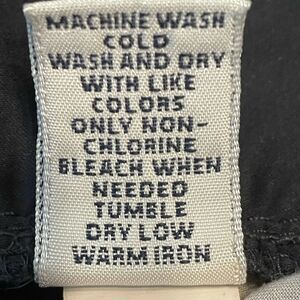 MACHINE WASH
COLD
WASH AND DRY
WITH LIKE
COLORS
ONLY NON-
CHLORINE
BLEACH WHEN
NEEDED
TUMBLE
DRY LOW
WARM IRON